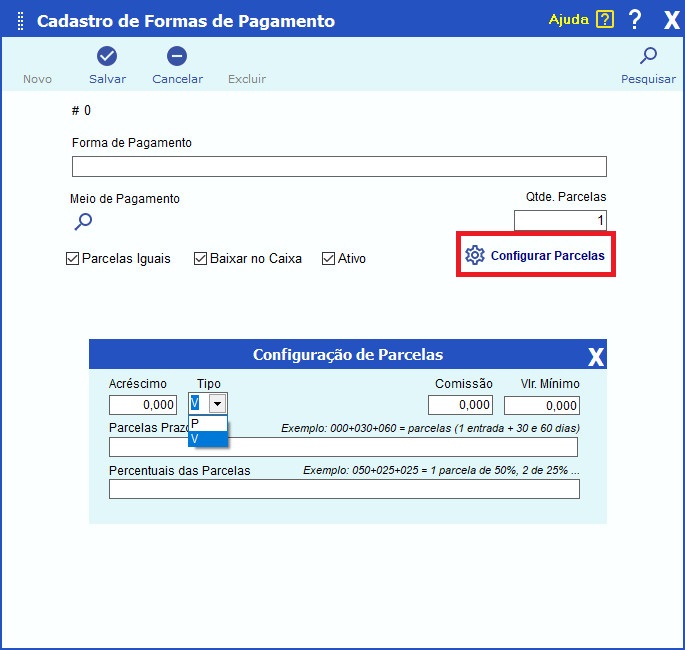 Cadastro de Formas de Pagamento Ajuda ? ? X
Novo Salvar Cancelar Excluir Pesquisar
# 0
Forma de Pagamento
Meio de Pagamento Qtde. Parcelas
1
Parcelas Iguais Baixar no Caixa Ativo Configurar Parcelas
Configuração de Parcelas X
Acréscimo Tipo Comissão Vlr. Mínimo
0,000 V 0,000 0,000
P
Parcelas Praz Exemplo: 000+030+060 = parcelas (1 entrada + 30 e 60 dias)
V
Percentuais das Parcelas Exemplo: 050+025+025 = 1 parcela de 50%, 2 de 25% ...